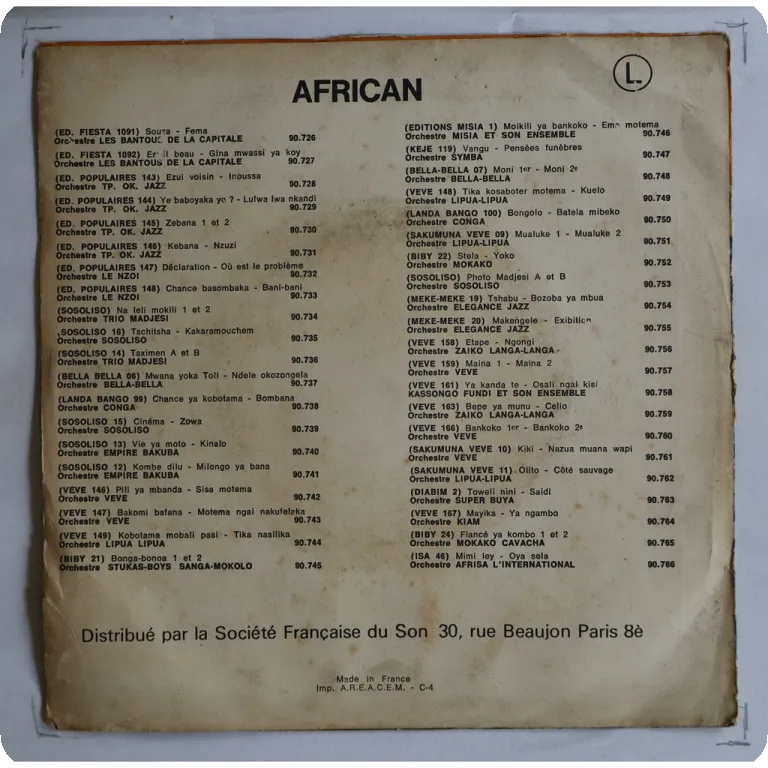 AFRICAN
L
(ED. FIESTA 1091) Souza - Fema
Orchestre LES BANTOUS DE LA CAPITALE 90.726
(ED. FIESTA 1092) Et il beau - Gina mwassi ya koy
Orchestre LES BANTOUS DE LA CAPITALE 90.727
(ED. POPULAIRES 143) Ezui voisin - Inoussa
Orchestre TP. OK. JAZZ 90.728
(ED. POPULAIRES 144) Ye baboyaka ye ? - Lufwa lwa nkandi
Orchestre TP. OK. JAZZ 90.729
(ED. POPULAIRES 145) Zebana 1 et 2
Orchestre TP. OK. JAZZ 90.730
(ED. POPULAIRES 146) Kebana - Nzuzi
Orchestre TP. OK. JAZZ 90.731
(ED. POPULAIRES 147) Déclaration - Où est le problème
Orchestre LE NZOI 90.732
(ED. POPULAIRES 148) Chance basombaka - Bani-bani
Orchestre LE NZOI 90.733
(SOSOLISO) Na leli mokili 1 et 2
Orchestre TRIO MADJESI 90.734
(SOSOLISO 16) Tschitsha - Kakaramouchem
Orchestre SOSOLISO 90.735
(SOSOLISO 14) Taximen A et B
Orchestre TRIO MADJESI 90.736
(BELLA BELLA 06) Mwana yoka Toli - Ndele okozongela
Orchestre BELLA-BELLA 90.737
(LANDA BANGO 99) Chance ya kobotama - Bombana
Orchestre CONGA 90.738
(SOSOLISO 15) Cinéma - Zowa
Orchestre SOSOLISO 90.739
(SOSOLISO 13) Vie ya moto - Kinalo
Orchestre EMPIRE BAKUBA 90.740
(SOSOLISO 12) Kombe dilu - Milongo ya bana
Orchestre EMPIRE BAKUBA 90.741
(VEVE 146) Pili ya mbanda - Sisa motema
Orchestre VEVE 90.742
(VEVE 147) Bakomi bafana - Motema ngai nakufeteka
Orchestre VEVE 90.743
(VEVE 149) Kobotama mobali pasi - Tika nasilika
Orchestre LIPUA LIPUA 90.744
(BIBY 21) Bonga-bonga 1 et 2
Orchestre STUKAS-BOYS SANGA-MOKOLO 90.745
(EDITIONS MISIA 1) Moikili ya bankoko - motema
Orchestre MISIA ET SON ENSEMBLE 90.746
(KEJE 119) Vangu - Pensées funèbres
Orchestre SYMBA 90.747
(BELLA-BELLA 07) Moni 1er - Moni 2e
Orchestre BELLA-BELLA 90.748
(VEVE 148) Tika kosaboter motema - Kuelo
Orchestre LIPUA-LIPUA 90.749
(LANDA BANGO 100) Bongolo - Batela mibeko
Orchestre CONGA 90.750
(SAKUMUNA VEVE 09) Mualuke 1 - Mualuke 2
Orchestre LIPUA-LIPUA 90.751
(BIBY 22) Stela - Yoko
Orchestre MOKAKO 90.752
(SOSOLISO) Photo Madjesi A et B
Orchestre SOSOLISO 90.753
(MEKE-MEKE 19) Tshabu - Bozoba ya mbua
Orchestre ELEGANCE JAZZ 90.754
(MEKE-MEKE 20) Makengele - Exibition
Orchestre ELEGANCE JAZZ 90.755
(VEVE 158) Etape - Ngongi
Orchestre ZAIKO LANGA-LANGA 90.756
(VEVE 159) Maina 1 - Maina 2
Orchestre VEVE 90.757
(VEVE 161) Ya kanda te - Osali ngai kisi
KASSONGO FUNDI ET SON ENSEMBLE 90.758
(VEVE 163) Bepe ya munu - Celio
Orchestre ZAIKO LANGA-LANGA 90.759
(VEVE 166) Bankoko 1er - Bankoko 2e
Orchestre VEVE 90.760
(SAKUMUNA VEVE 10) Kiki - Nazua muana wapi
Orchestre VEVE 90.761
(SAKUMUNA VEVE 11) Olito - Côté sauvage
Orchestre LIPUA-LIPUA 90.762
(DIABIM 2) Toweli nini - Saidi
Orchestre SUPER BUYA 90.763
(VEVE 167) Mayika - Ya ngambo
Orchestre KIAM 90.764
(BIBY 24) Fiancé ya kombo 1 et 2
Orchestre MOKAKO CAVACHA 90.765
(ISA 46) Mimi ley - Oya sela
Orchestre AFRISA L'INTERNATIONAL 90.766
Distribué par la Société Française du Son 30, rue Beaujon Paris 8è
Made in France
Imp. A.R.E.A.C.E.M. - C-4